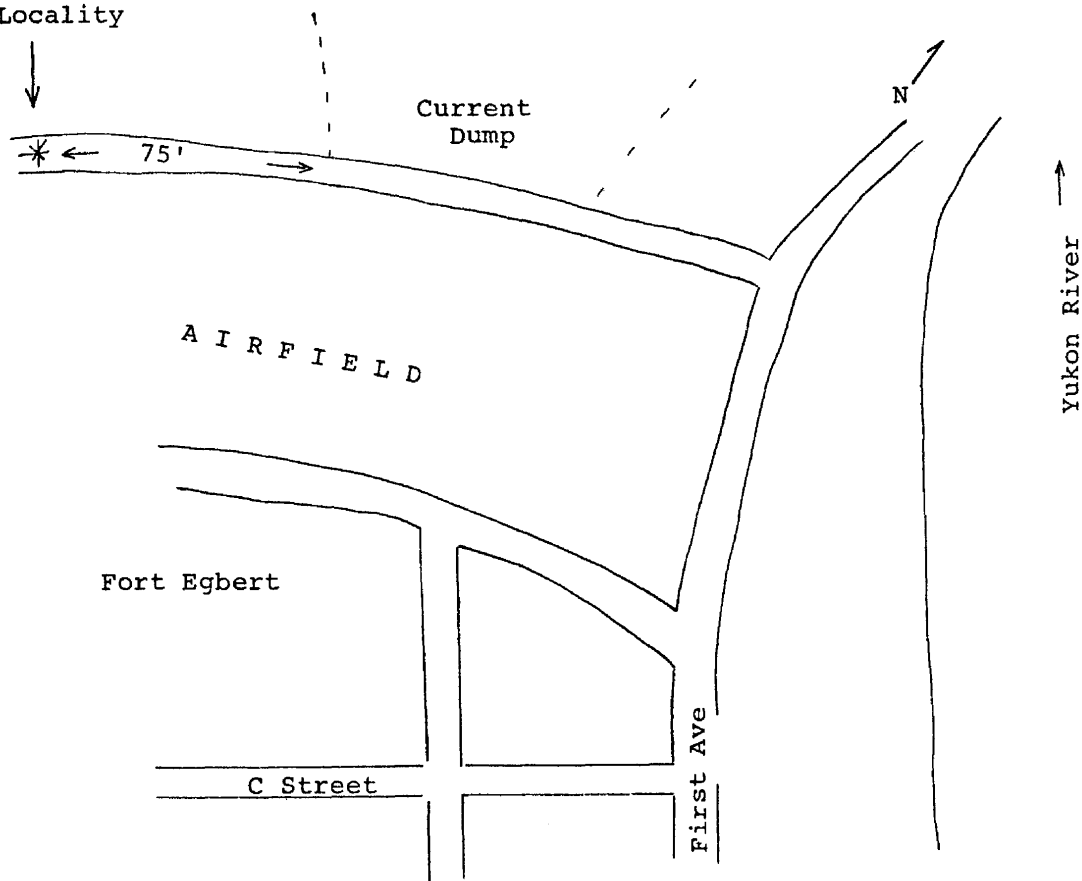 Locality
Current
Dump
N
75'
Yukon River
AIRFIELD
Fort Egbert
C Street
First Ave